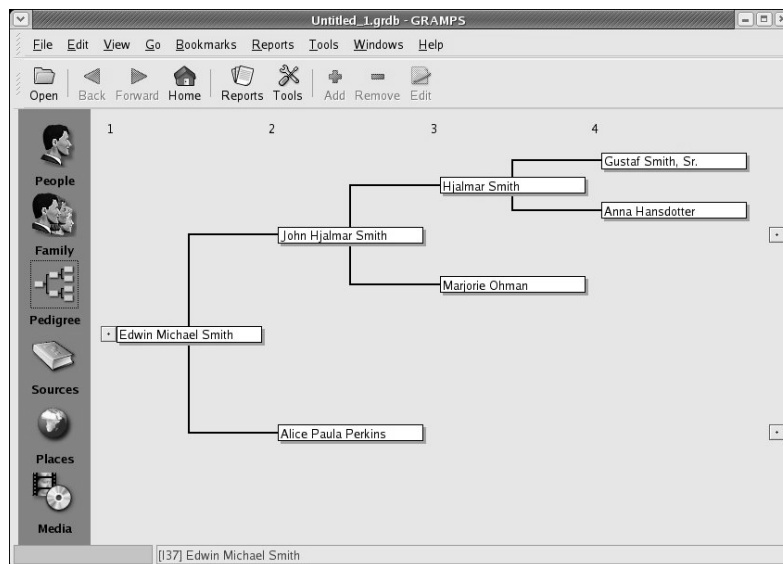 Untitled_1.grdb - GRAMPS
File Edit View Go Bookmarks Reports Tools Windows Help
Open Back Forward Home Reports Tools Add Remove Edit
People
Family
Pedigree
Sources
Places
Media
1 2 3 4
Gustaf Smith, Sr.
Hjalmar Smith
Anna Hansdotter
John Hjalmar Smith
Marjorie Ohman
Edwin Michael Smith
Alice Paula Perkins
[I37] Edwin Michael Smith